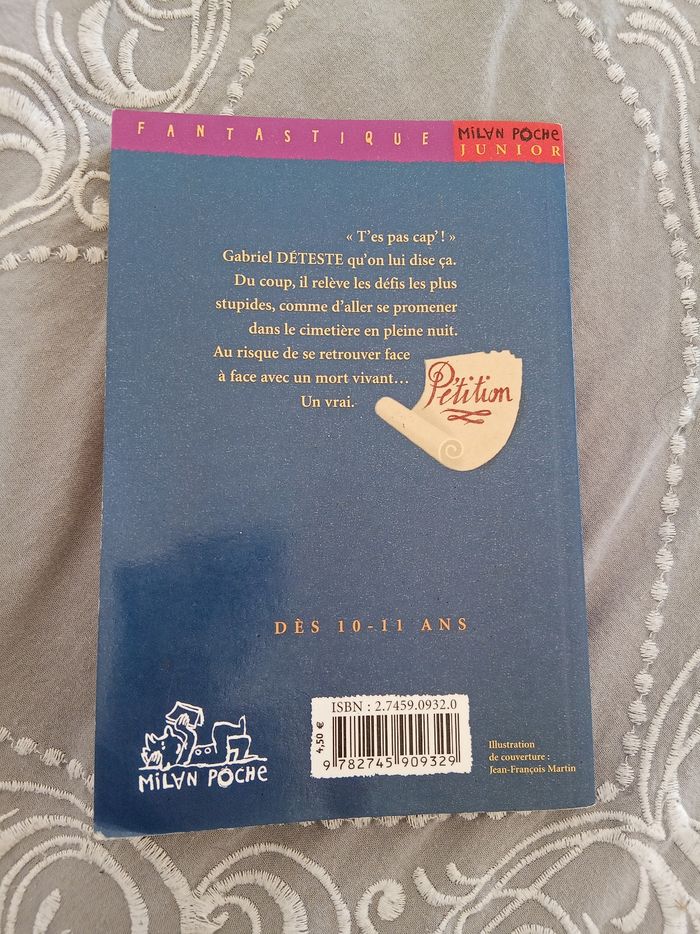 FANTASTIQUE
MiLAN POCHE
JUNIOR
« T'es pas cap' ! »
Gabriel DÉTESTE qu'on lui dise ça.
Du coup, il relève les défis les plus
stupides, comme d'aller se promener
dans le cimetière en pleine nuit.
Au risque de se retrouver face
à face avec un mort vivant…
Un vrai.
Pétition
DÈS 10-11 ANS
MiLAN POCHE
ISBN : 2.7459.0932.0
4,50 €
9 782745 909329
Illustration
de couverture :
Jean-François Martin